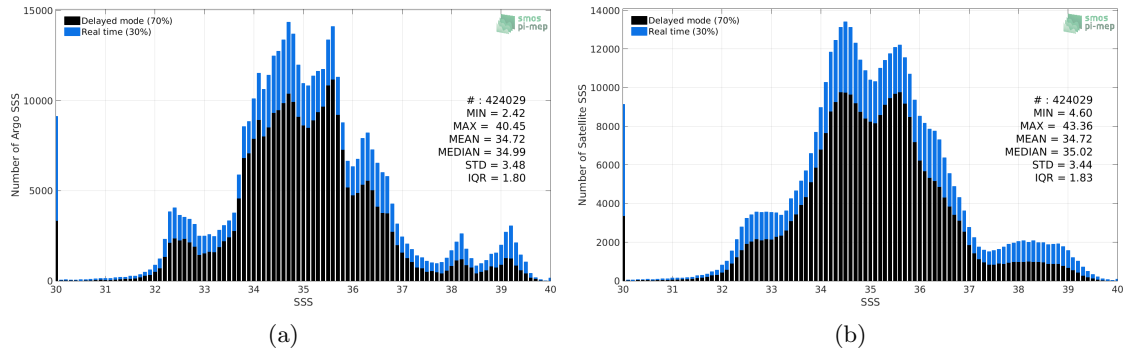 15000
10000
5000
0
Number of Argo SSS
Delayed mode (70%)
Real time (30%)
smos
pi-mep
# : 424029
MIN = 2.42
MAX = 40.45
MEAN = 34.72
MEDIAN = 34.99
STD = 3.48
IQR = 1.80
30 31 32 33 34 35 36 37 38 39 40
SSS
(a)
14000
12000
10000
8000
6000
4000
2000
0
Number of Satellite SSS
Delayed mode (70%)
Real time (30%)
smos
pi-mep
# : 424029
MIN = 4.60
MAX = 43.36
MEAN = 34.72
MEDIAN = 35.02
STD = 3.44
IQR = 1.83
30 31 32 33 34 35 36 37 38 39 40
SSS
(b)